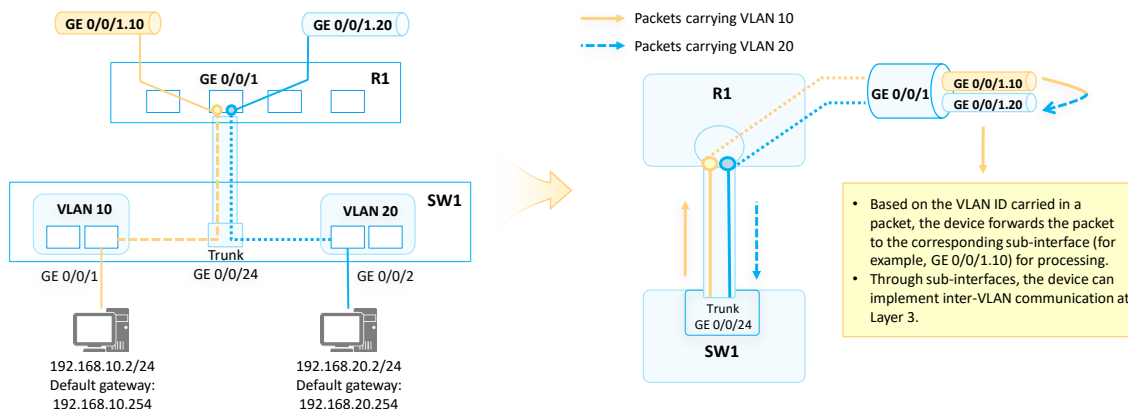 GE 0/0/1.10
GE 0/0/1.20
GE 0/0/1
R1
VLAN 10
VLAN 20
SW1
Trunk
GE 0/0/24
GE 0/0/1
GE 0/0/2
192.168.10.2/24
Default gateway:
192.168.10.254
192.168.20.2/24
Default gateway:
192.168.20.254
Packets carrying VLAN 10
Packets carrying VLAN 20
R1
GE 0/0/1
GE 0/0/1.10
GE 0/0/1.20
Trunk
GE 0/0/24
SW1
• Based on the VLAN ID carried in a
packet, the device forwards the packet
to the corresponding sub-interface (for
example, GE 0/0/1.10) for processing.
• Through sub-interfaces, the device can
implement inter-VLAN communication at
Layer 3.